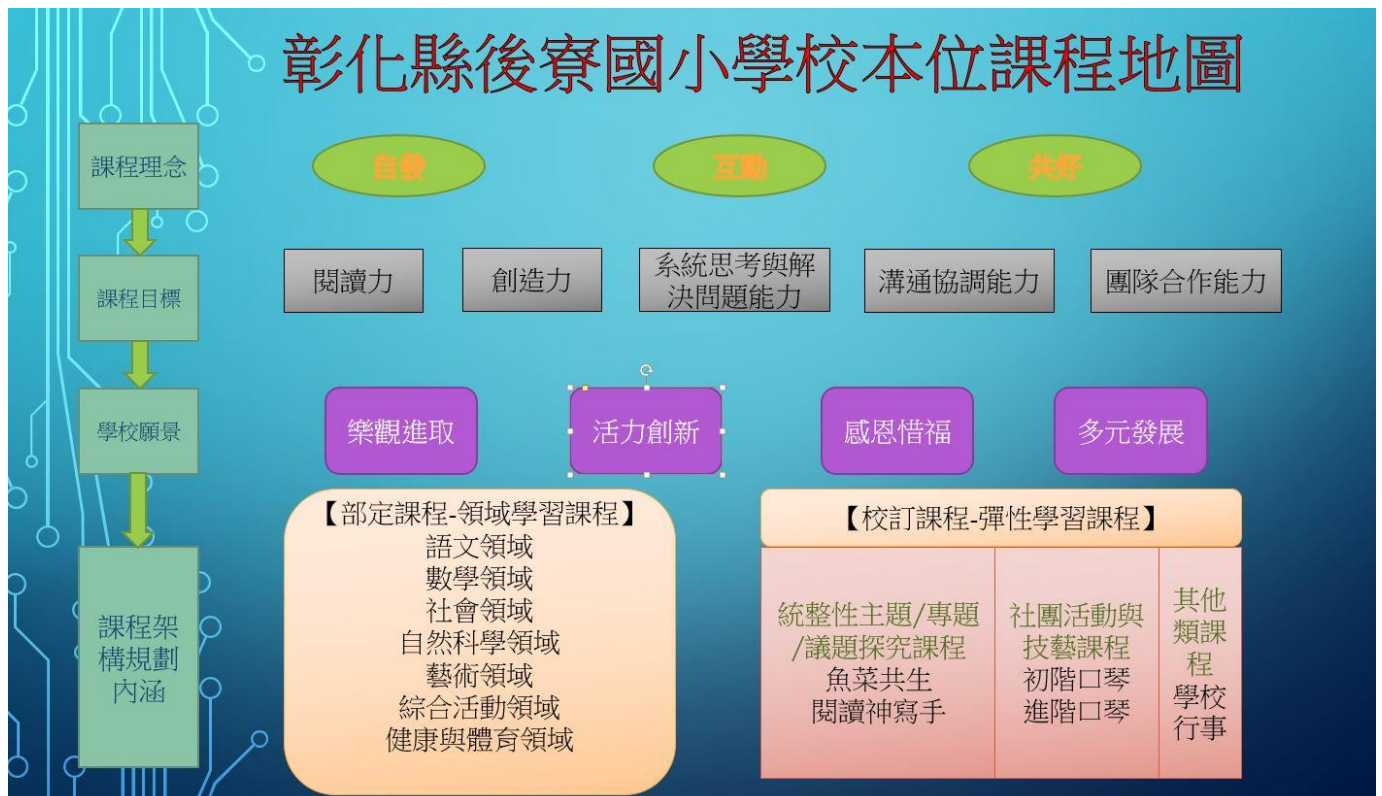 彰化縣後寮國小學校本位課程地圖
課程理念
自發
互動
共好
課程目標
閱讀力
創造力
系統思考與解
決問題能力
溝通協調能力
團隊合作能力
學校願景
樂觀進取
活力創新
感恩惜福
多元發展
課程架
構規劃
內涵
【部定課程-領域學習課程】
語文領域
數學領域
社會領域
自然科學領域
藝術領域
綜合活動領域
健康與體育領域
【校訂課程-彈性學習課程】
統整性主題/專題
/議題探究課程
魚菜共生
閱讀神寫手
社團活動與
技藝課程
初階口琴
進階口琴
其他
類課
程
學校
行事